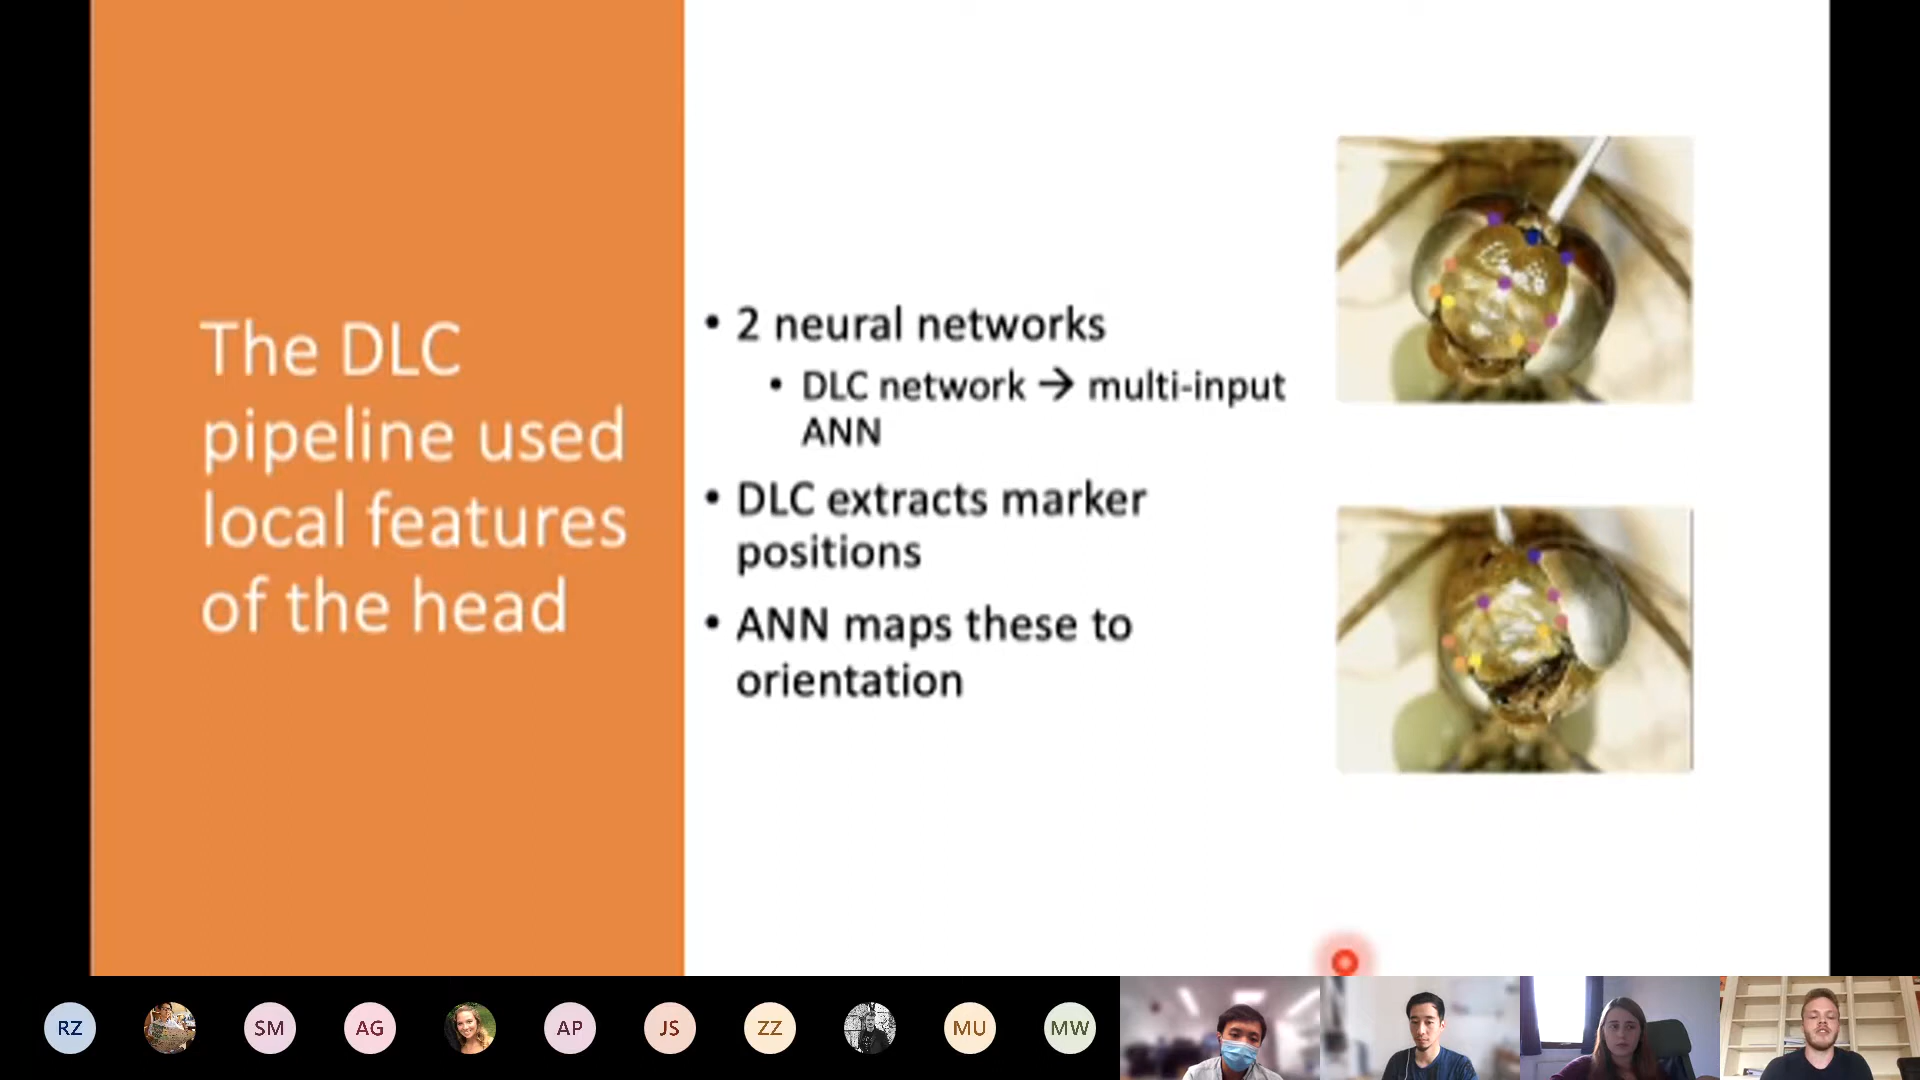 The DLC
pipeline used
local features
of the head
• 2 neural networks
• DLC network → multi-input
ANN
• DLC extracts marker
positions
• ANN maps these to
orientation
RZ
SM
AG
AP
JS
ZZ
MU
MW